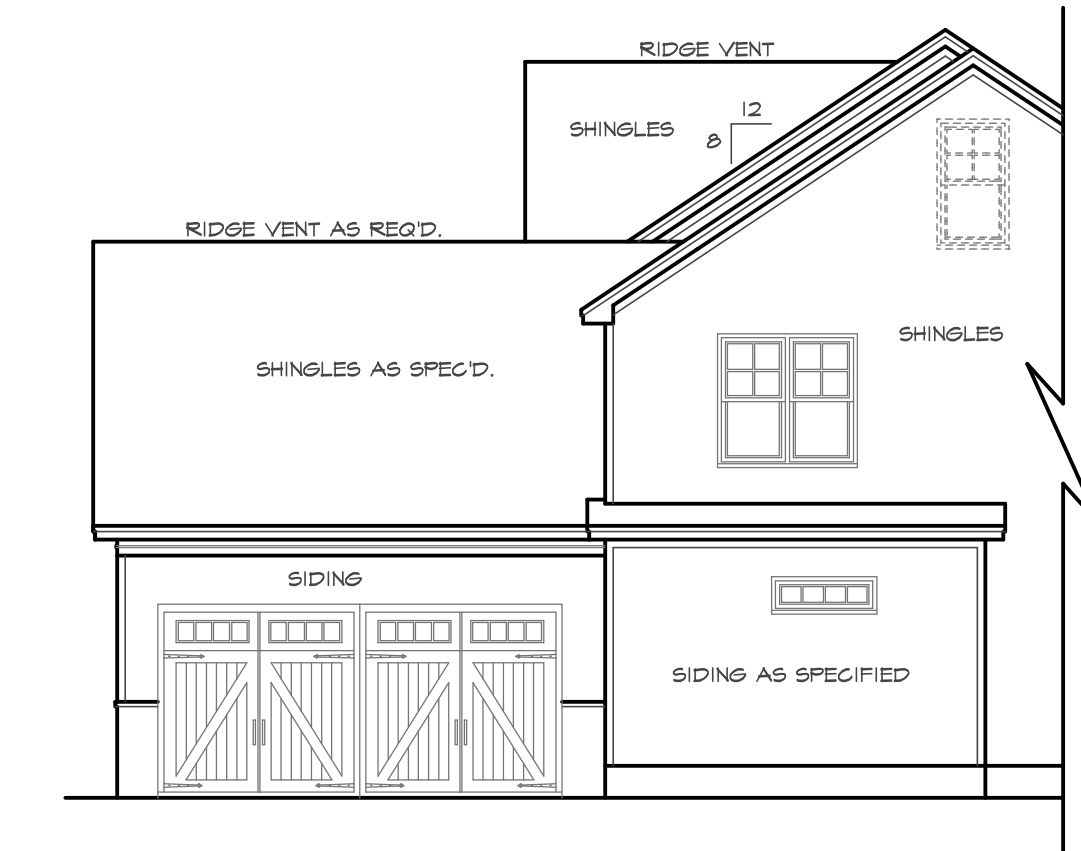 RIDGE VENT
12
SHINGLES
8
RIDGE VENT AS REQ'D.
SHINGLES
SHINGLES AS SPEC'D.
SIDING
SIDING AS SPECIFIED